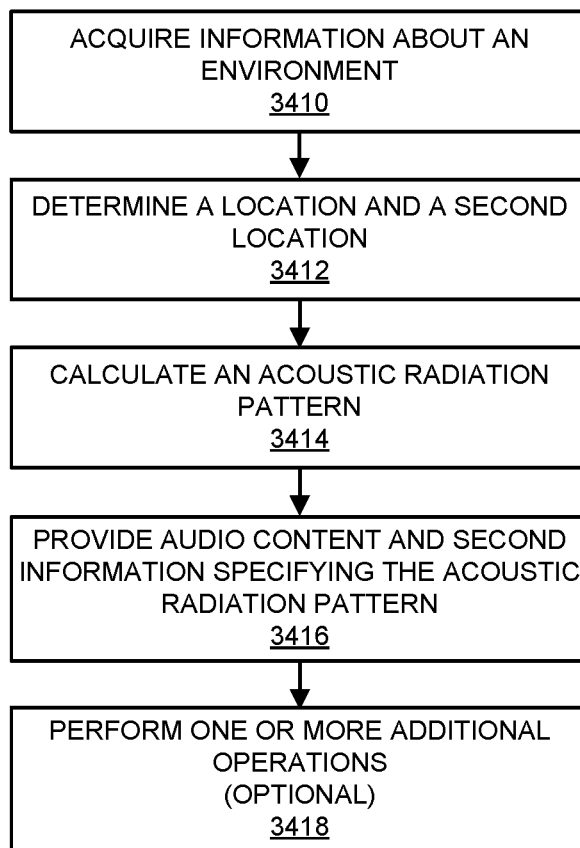 ACQUIRE INFORMATION ABOUT AN
ENVIRONMENT
3410
DETERMINE A LOCATION AND A SECOND
LOCATION
3412
CALCULATE AN ACOUSTIC RADIATION
PATTERN
3414
PROVIDE AUDIO CONTENT AND SECOND
INFORMATION SPECIFYING THE ACOUSTIC
RADIATION PATTERN
3416
PERFORM ONE OR MORE ADDITIONAL
OPERATIONS
(OPTIONAL)
3418